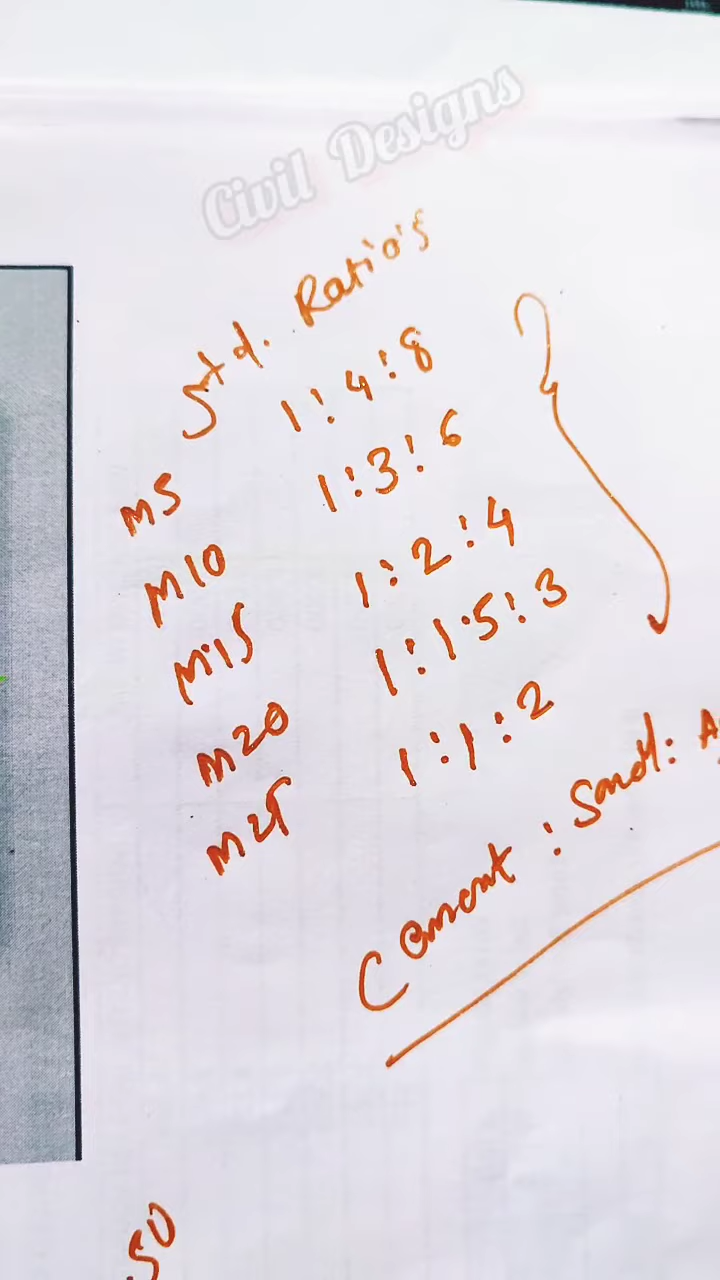 Civil Designs
Std. Ratio's
M5 1:4:8
M10 1:3:6
M15 1:2:4
M20 1:1.5:3
M25 1:1:2
Cement : Sand : A
50